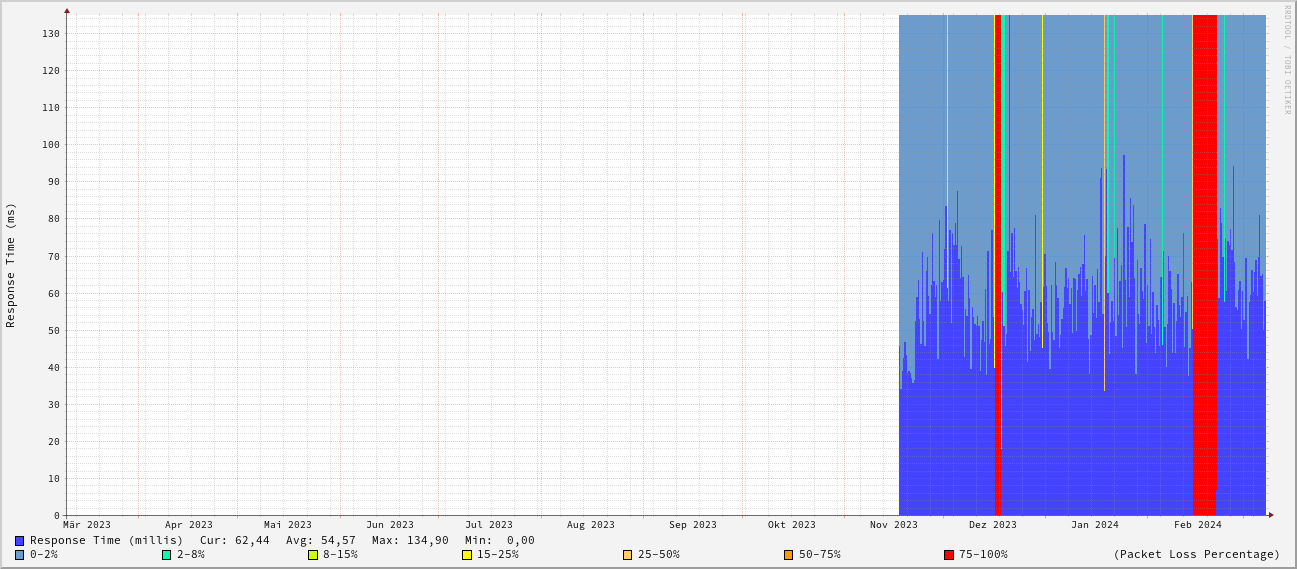 RRDTOOL / TOBI OETIKER
Response Time (ms)
130
120
110
100
90
80
70
60
50
40
30
20
10
0
Mär 2023 Apr 2023 Mai 2023 Jun 2023 Jul 2023 Aug 2023 Sep 2023 Okt 2023 Nov 2023 Dez 2023 Jan 2024 Feb 2024
Response Time (millis) Cur: 62,44 Avg: 54,57 Max: 134,90 Min: 0,00
0-2% 2-8% 8-15% 15-25% 25-50% 50-75% 75-100% (Packet Loss Percentage)